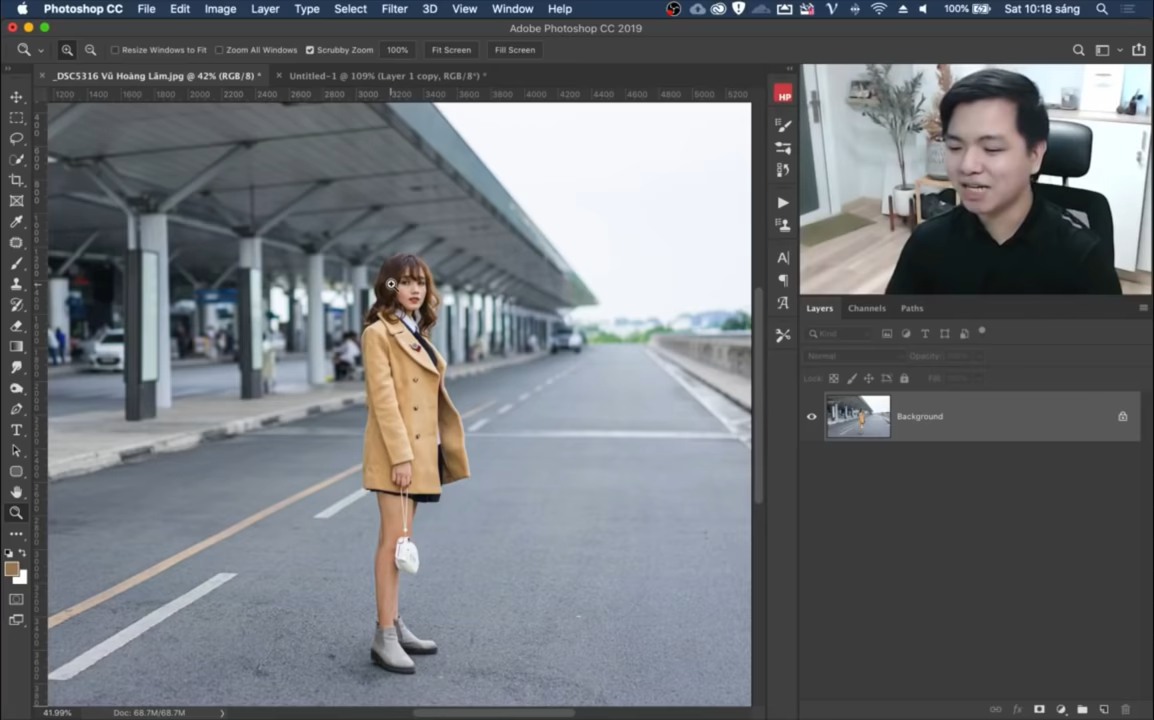 Photoshop CC File Edit Image Layer Type Select Filter 3D View Window Help 100% Sat 10:18 sáng
Adobe Photoshop CC 2019
Resize Windows to Fit Zoom All Windows Scrubby Zoom 100% Fit Screen Fill Screen
× _DSC5316 Vũ Hoàng Lâm.jpg @ 42% (RGB/8) * × Untitled-1 @ 109% (Layer 1 copy, RGB/8*) *
1200 1400 1600 1800 2000 2200 2400 2600 2800 3000 3200 3400 3600 3800 4000 4200 4400 4600 4800 5000 5200
HP
Layers Channels Paths
Kind
Normal Opacity: 100%
Lock: Fill: 100%
Background
41.99% Doc: 68.7M/68.7M